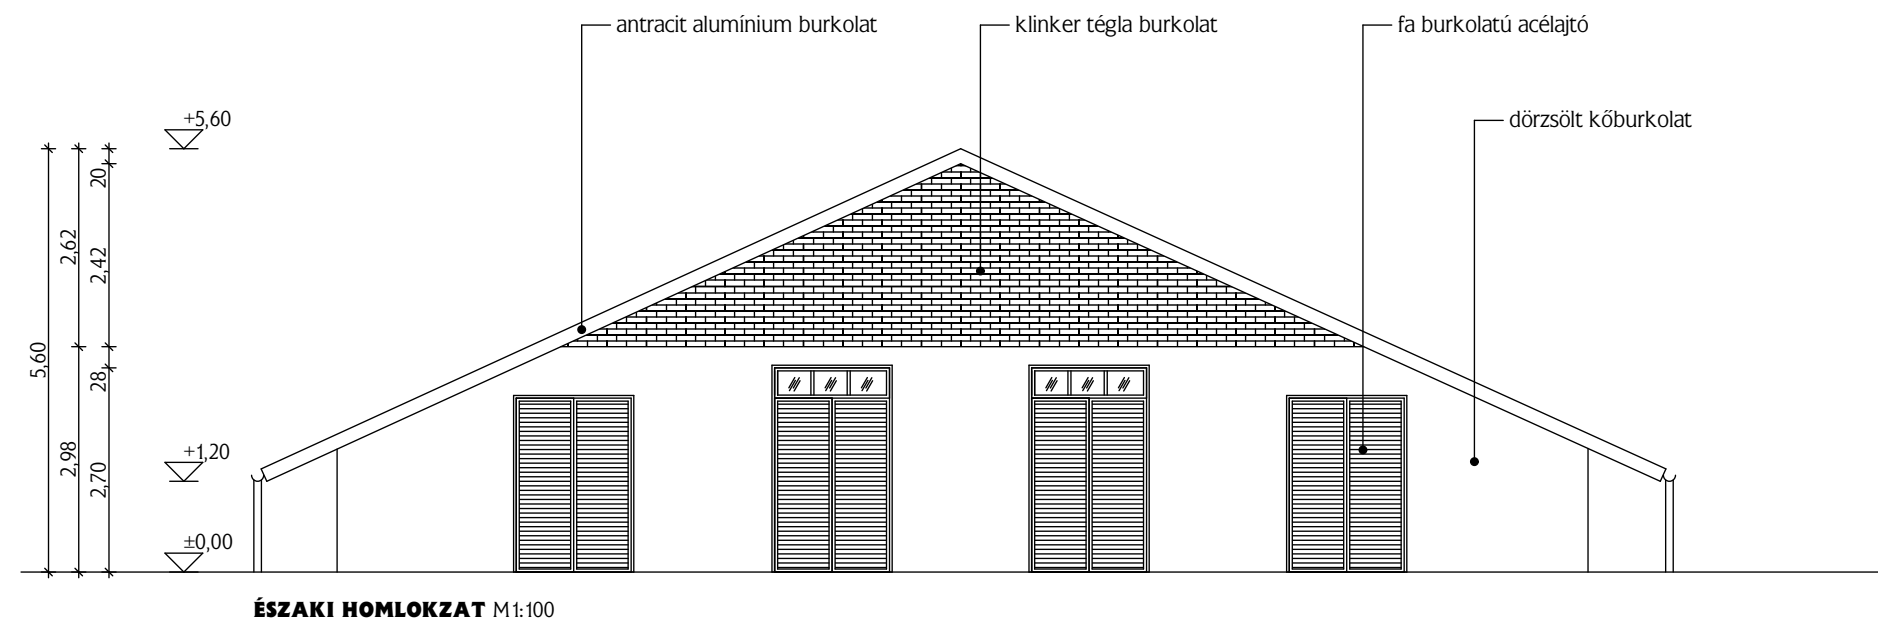 antracit alumínium burkolat
klinker tégla burkolat
fa burkolatú acélajtó
+5,60
dörzsölt kőburkolat
20
2,62
2,42
5,60
28
+1,20
2,98
2,70
±0,00
ÉSZAKI HOMLOKZAT M1:100